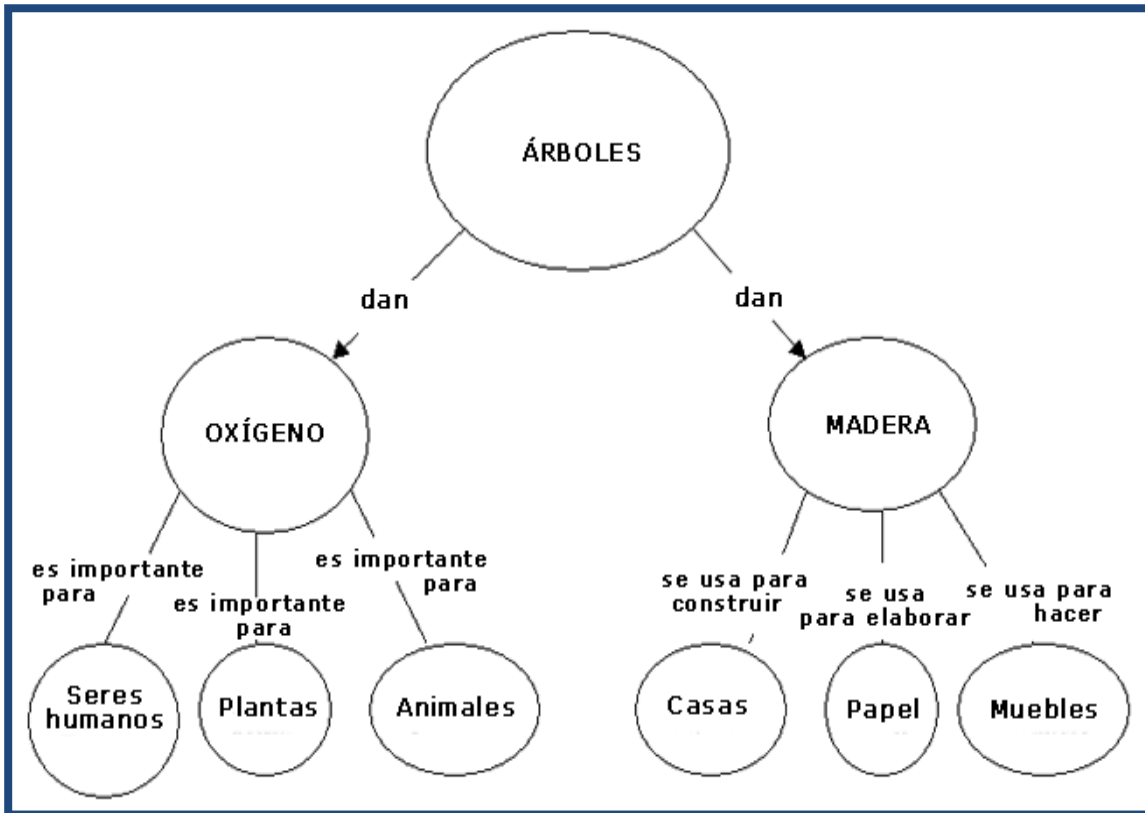 ÁRBOLES
dan
dan
OXÍGENO
MADERA
es importante
para
es importante
para
es importante
para
se usa para
construir
se usa
para elaborar
se usa para
hacer
Seres
humanos
Plantas
Animales
Casas
Papel
Muebles